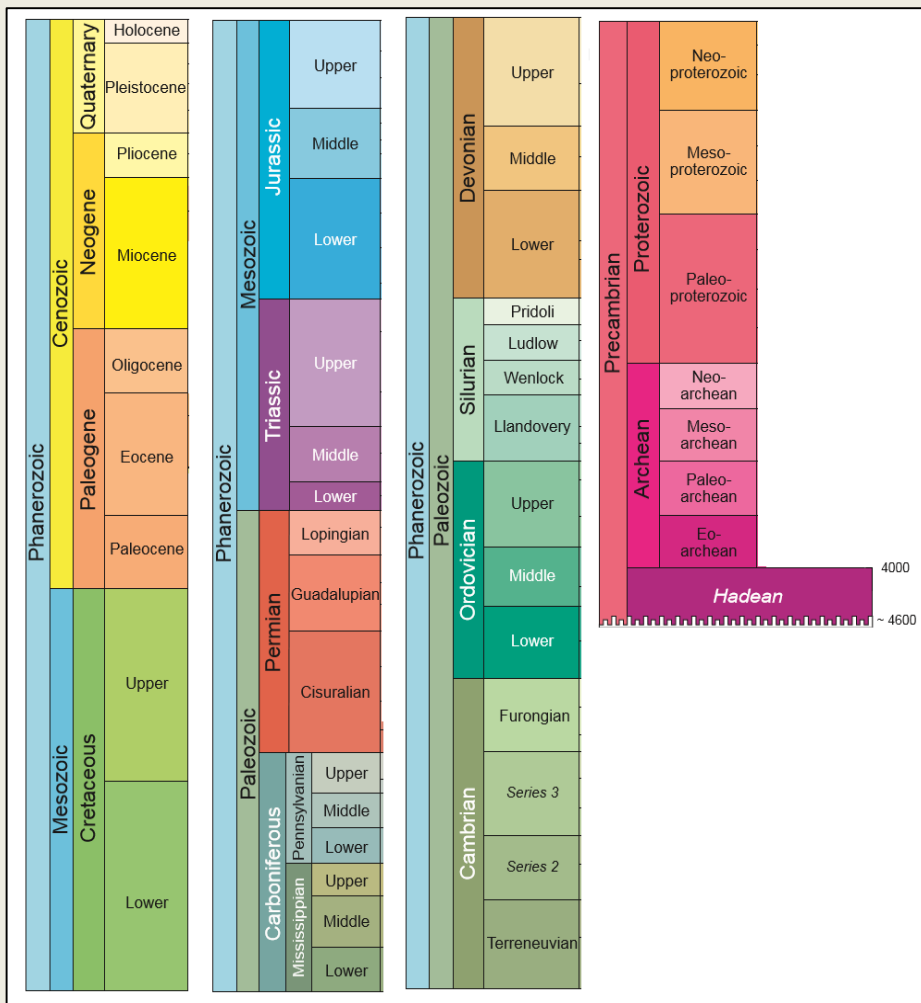 Phanerozoic
Cenozoic
Quaternary
Holocene
Pleistocene
Neogene
Pliocene
Miocene
Paleogene
Oligocene
Eocene
Paleocene
Mesozoic
Cretaceous
Upper
Lower
Phanerozoic
Mesozoic
Jurassic
Upper
Middle
Lower
Triassic
Upper
Middle
Lower
Paleozoic
Permian
Lopingian
Guadalupian
Cisuralian
Carboniferous
Pennsylvanian
Upper
Middle
Lower
Mississippian
Upper
Middle
Lower
Phanerozoic
Paleozoic
Devonian
Upper
Middle
Lower
Silurian
Pridoli
Ludlow
Wenlock
Llandovery
Ordovician
Upper
Middle
Lower
Cambrian
Furongian
Series 3
Series 2
Terreneuvian
Precambrian
Proterozoic
Neo-
proterozoic
Meso-
proterozoic
Paleo-
proterozoic
Archean
Neo-
archean
Meso-
archean
Paleo-
archean
Eo-
archean
Hadean
4000
~ 4600